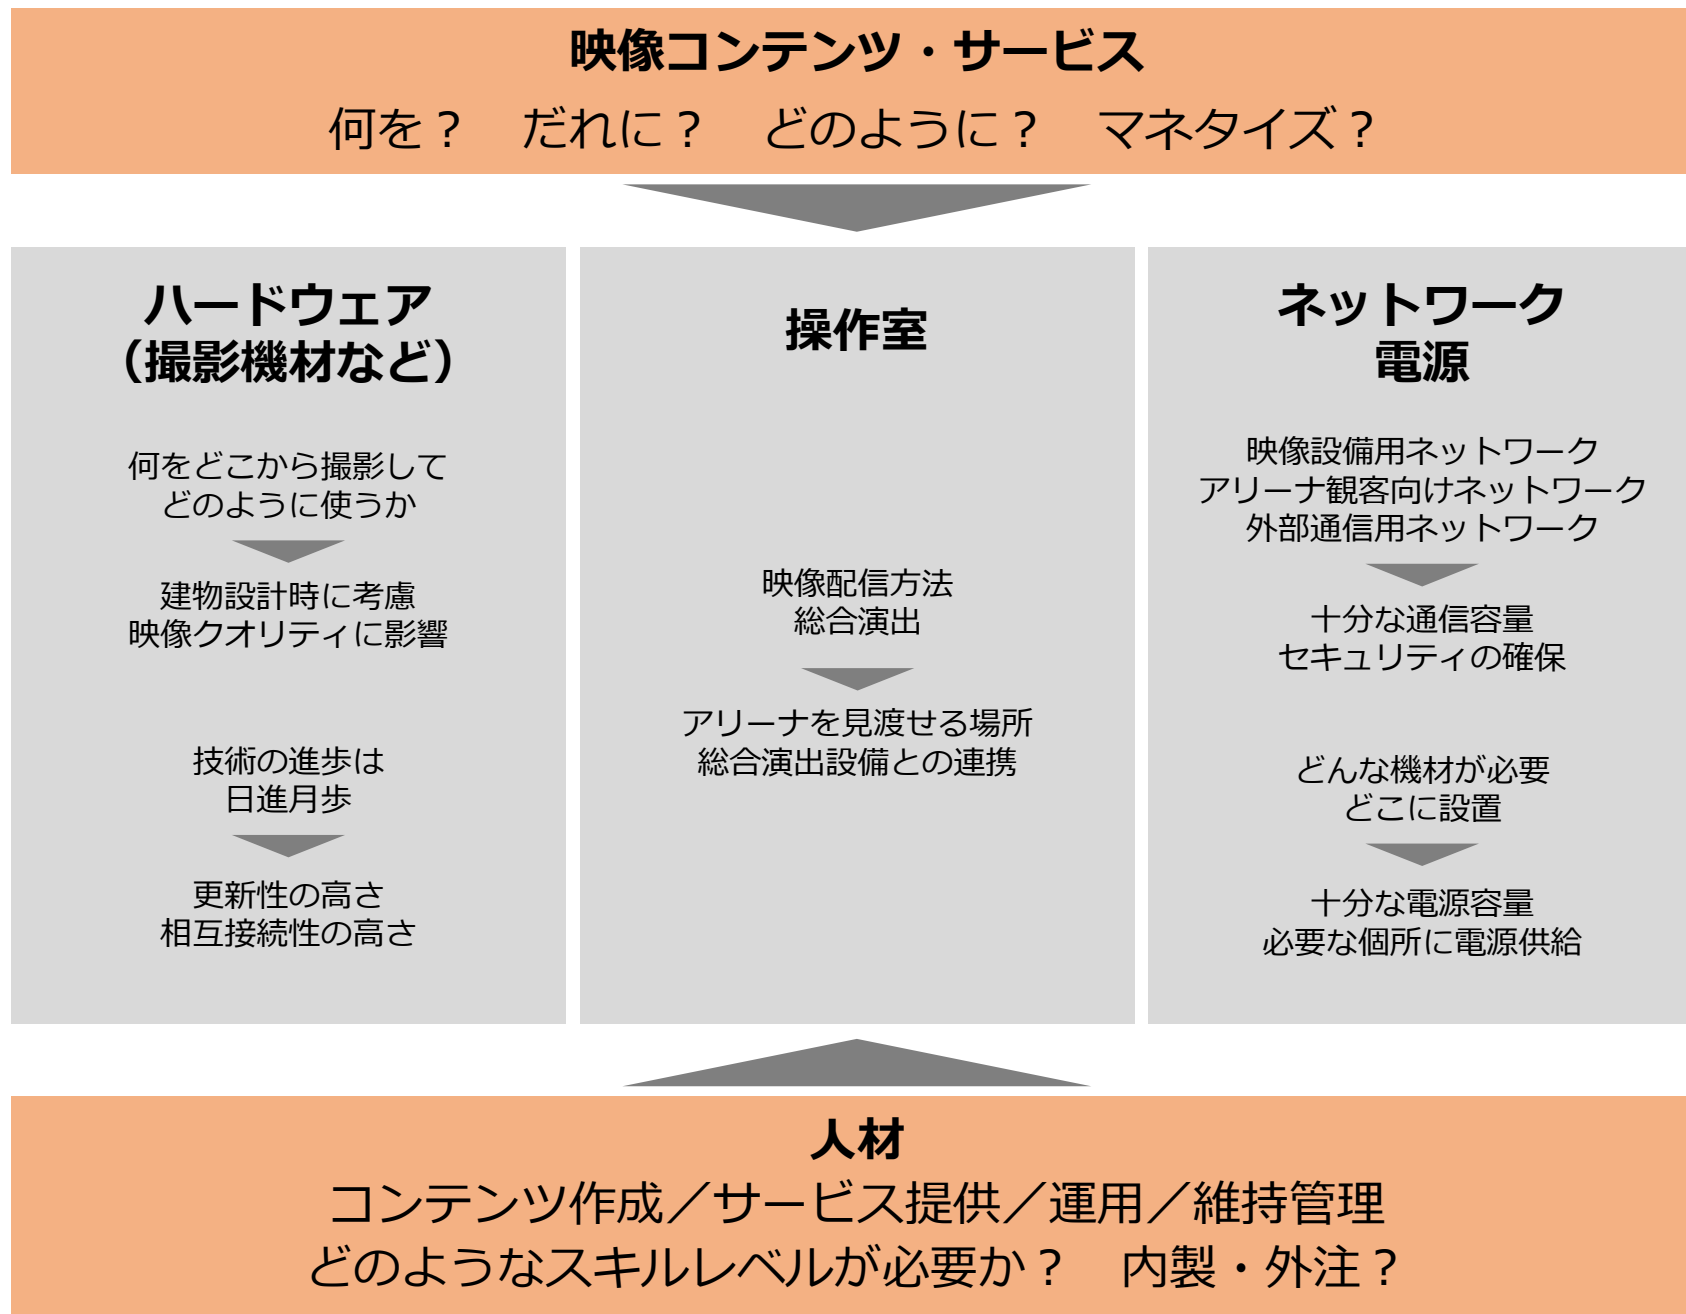 映像コンテンツ・サービス
何を？　だれに？　どのように？　マネタイズ？
ハードウェア
（撮影機材など）
何をどこから撮影して
どのように使うか
建物設計時に考慮
映像クオリティに影響
技術の進歩は
日進月歩
更新性の高さ
相互接続性の高さ
操作室
映像配信方法
総合演出
アリーナを見渡せる場所
総合演出設備との連携
ネットワーク
電源
映像設備用ネットワーク
アリーナ観客向けネットワーク
外部通信用ネットワーク
十分な通信容量
セキュリティの確保
どんな機材が必要
どこに設置
十分な電源容量
必要な個所に電源供給
人材
コンテンツ作成／サービス提供／運用／維持管理
どのようなスキルレベルが必要か？　内製・外注？